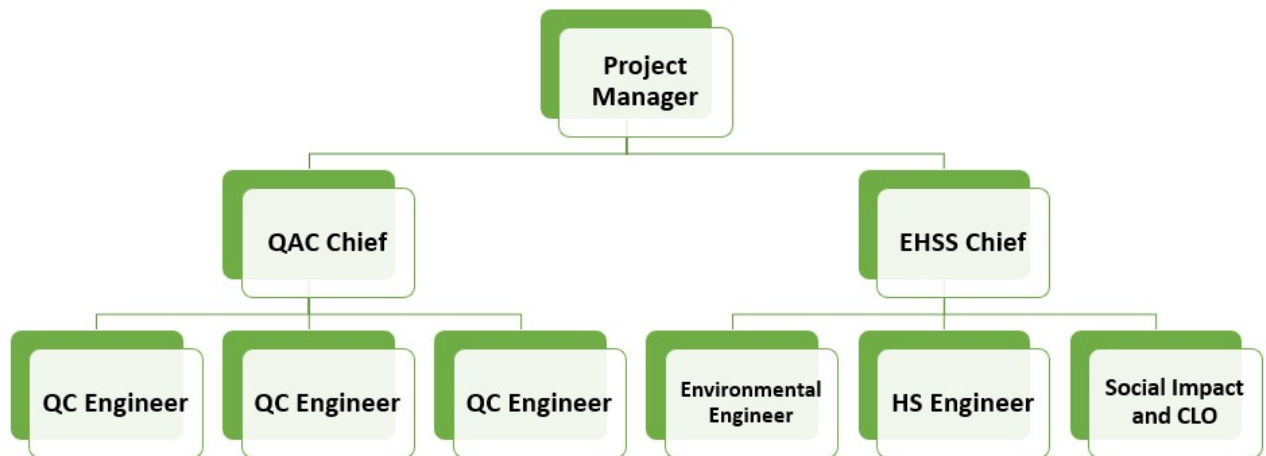 Project
Manager
QAC Chief
EHSS Chief
QC Engineer
QC Engineer
QC Engineer
Environmental
Engineer
HS Engineer
Social Impact
and CLO